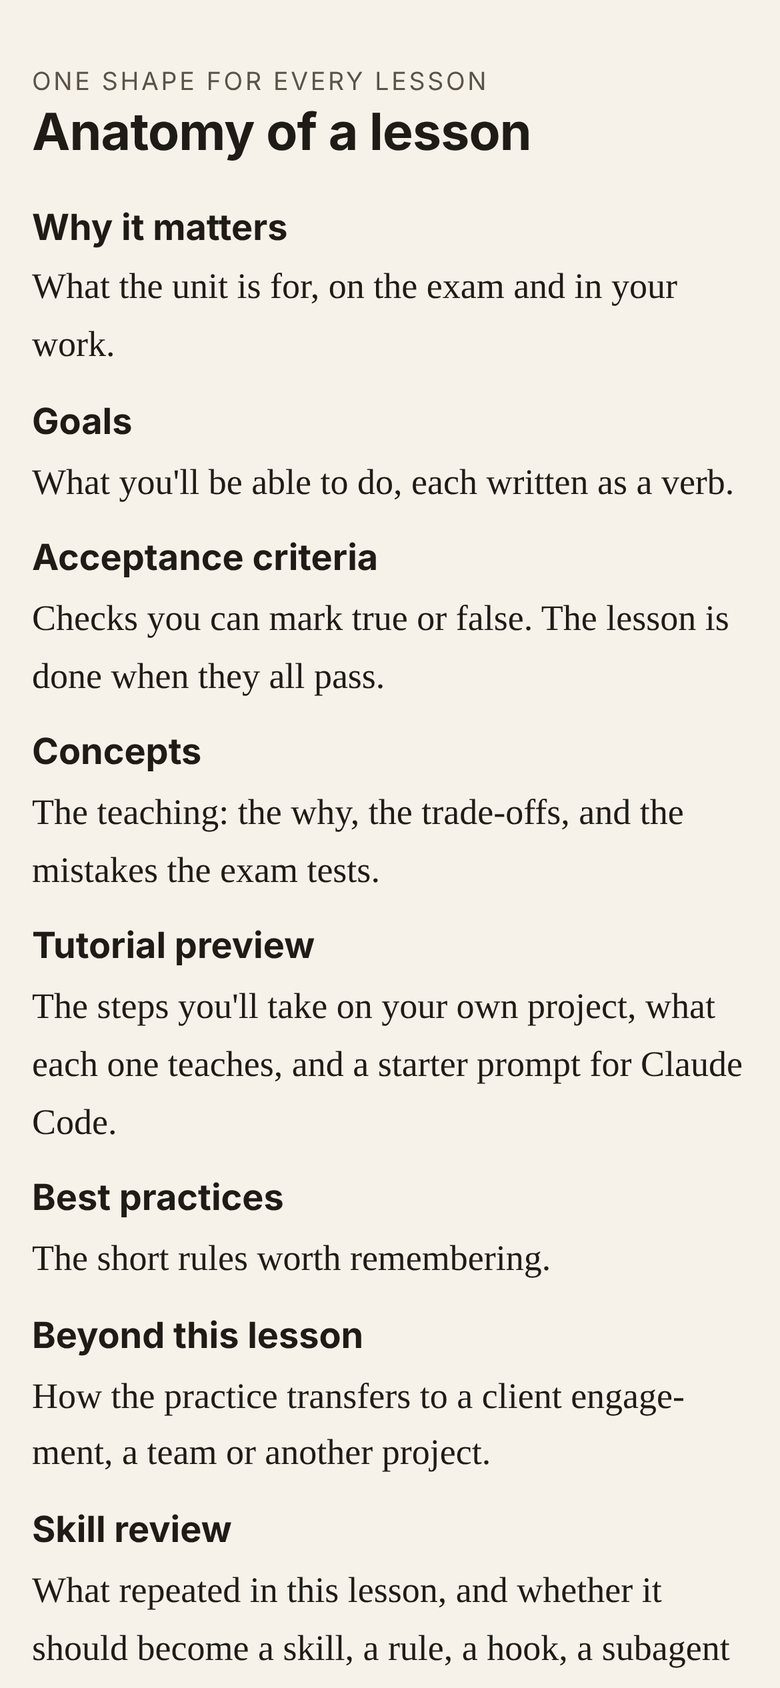 ONE SHAPE FOR EVERY LESSON
Anatomy of a lesson
Why it matters
What the unit is for, on the exam and in your
work.
Goals
What you'll be able to do, each written as a verb.
Acceptance criteria
Checks you can mark true or false. The lesson is
done when they all pass.
Concepts
The teaching: the why, the trade-offs, and the
mistakes the exam tests.
Tutorial preview
The steps you'll take on your own project, what
each one teaches, and a starter prompt for Claude
Code.
Best practices
The short rules worth remembering.
Beyond this lesson
How the practice transfers to a client engage-
ment, a team or another project.
Skill review
What repeated in this lesson, and whether it
should become a skill, a rule, a hook, a subagent